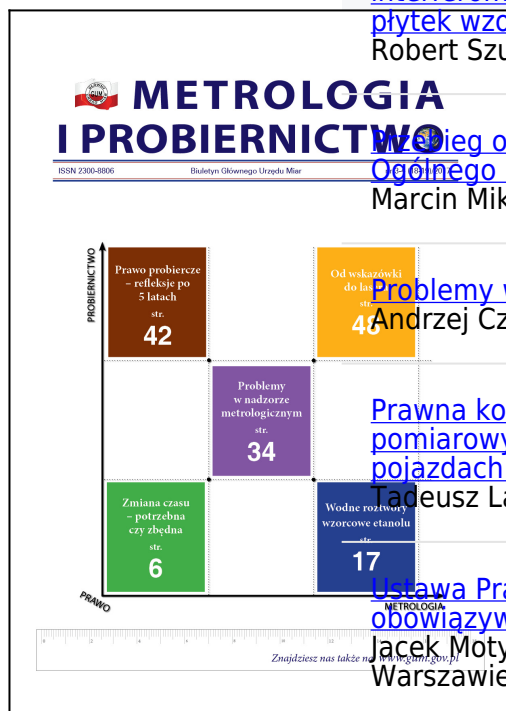 METROLOGIA
I PROBIERNICTWO
ISSN 2300-8806
Biuletyn Głównego Urzędu Miar
PROBIERNICTWO
Prawo probiercze
– refleksje po
5 latach
str.
42
Od wskazówki
do
str.
48
Problemy
w nadzorze
metrologicznym
str.
34
Zmiana czasu
– potrzebna
czy zbędna
str.
6
Wodne roztwory
wzorcowe etanolu
str.
17
PRAWO
METROLOGIA
Znajdziesz nas także na www.gum.gov.pl
płytek wzo
Robert Szu
Przebieg o
Ogólnego
Marcin Mik
Problemy w
Andrzej Cz
Prawna ko
pomiarowy
pojazdach
Tadeusz La
Ustawa Pra
obowiązyw
Jacek Moty
Warszawie